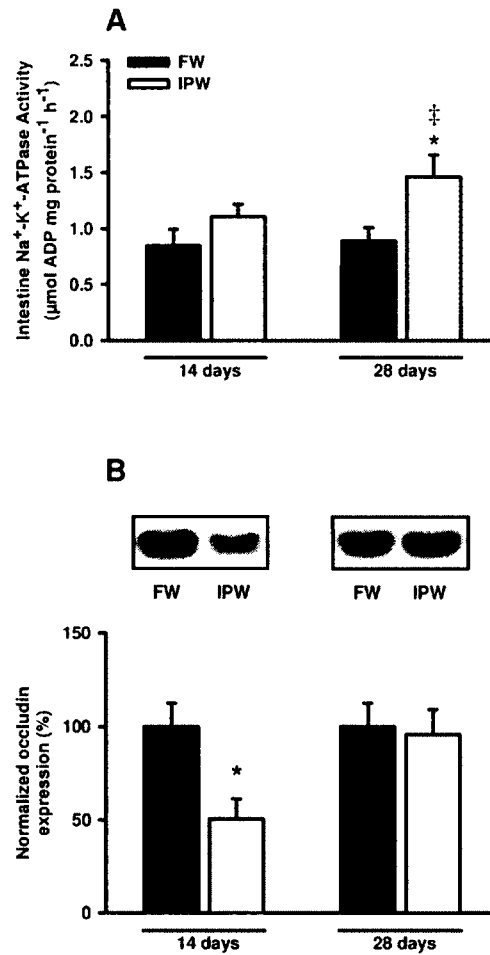 A
Intestine Na⁺-K⁺-ATPase Activity
(μmol ADP mg protein⁻¹ h⁻¹)
2.5
2.0
1.5
1.0
0.5
0.0
FW
IPW
‡
*
14 days
28 days
B
FW IPW FW IPW
Normalized occludin
expression (%)
150
100
50
0
*
14 days
28 days